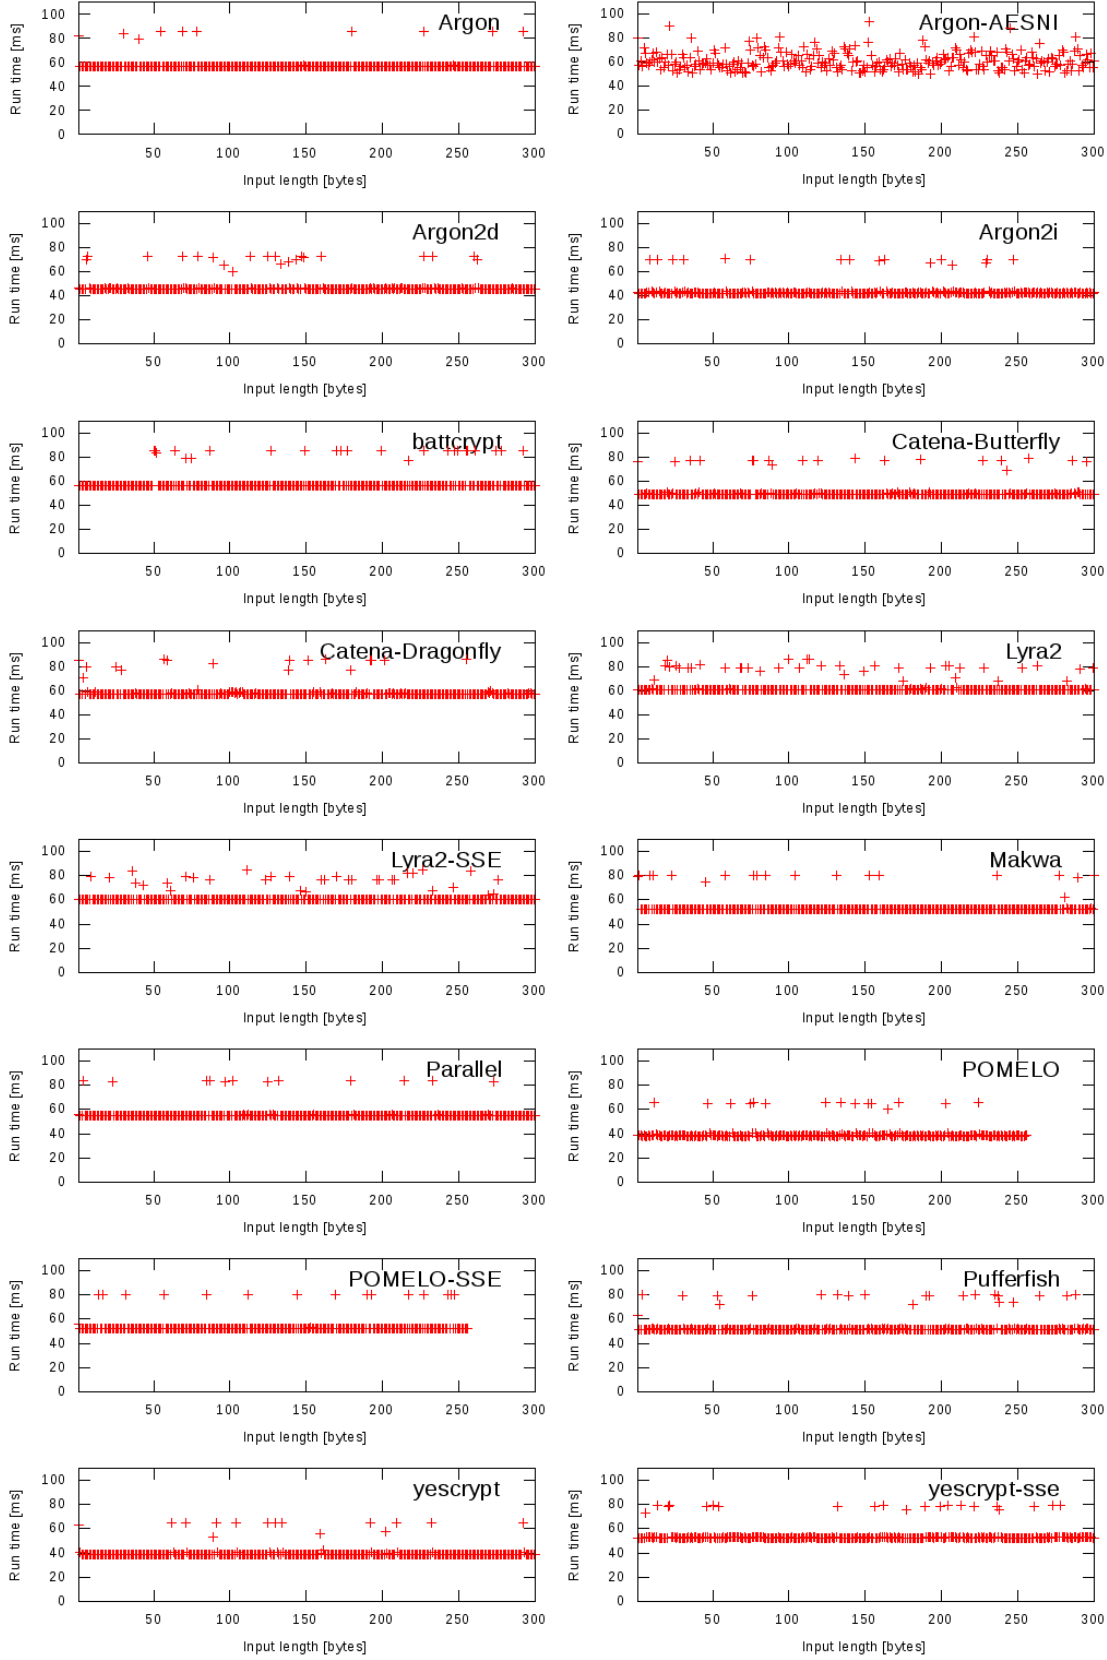 Argon
Run time [ms]
100
80
60
40
20
0
50 100 150 200 250 300
Input length [bytes]
Argon-AESNI
Run time [ms]
100
80
60
40
20
0
50 100 150 200 250 300
Input length [bytes]
Argon2d
Run time [ms]
100
80
60
40
20
0
50 100 150 200 250 300
Input length [bytes]
Argon2i
Run time [ms]
100
80
60
40
20
0
50 100 150 200 250 300
Input length [bytes]
battcrypt
Run time [ms]
100
80
60
40
20
0
50 100 150 200 250 300
Input length [bytes]
Catena-Butterfly
Run time [ms]
100
80
60
40
20
0
50 100 150 200 250 300
Input length [bytes]
Catena-Dragonfly
Run time [ms]
100
80
60
40
20
0
50 100 150 200 250 300
Input length [bytes]
Lyra2
Run time [ms]
100
80
60
40
20
0
50 100 150 200 250 300
Input length [bytes]
Lyra2-SSE
Run time [ms]
100
80
60
40
20
0
50 100 150 200 250 300
Input length [bytes]
Makwa
Run time [ms]
100
80
60
40
20
0
50 100 150 200 250 300
Input length [bytes]
Parallel
Run time [ms]
100
80
60
40
20
0
50 100 150 200 250 300
Input length [bytes]
POMELO
Run time [ms]
100
80
60
40
20
0
50 100 150 200 250 300
Input length [bytes]
POMELO-SSE
Run time [ms]
100
80
60
40
20
0
50 100 150 200 250 300
Input length [bytes]
Pufferfish
Run time [ms]
100
80
60
40
20
0
50 100 150 200 250 300
Input length [bytes]
yescrypt
Run time [ms]
100
80
60
40
20
0
50 100 150 200 250 300
Input length [bytes]
yescrypt-sse
Run time [ms]
100
80
60
40
20
0
50 100 150 200 250 300
Input length [bytes]